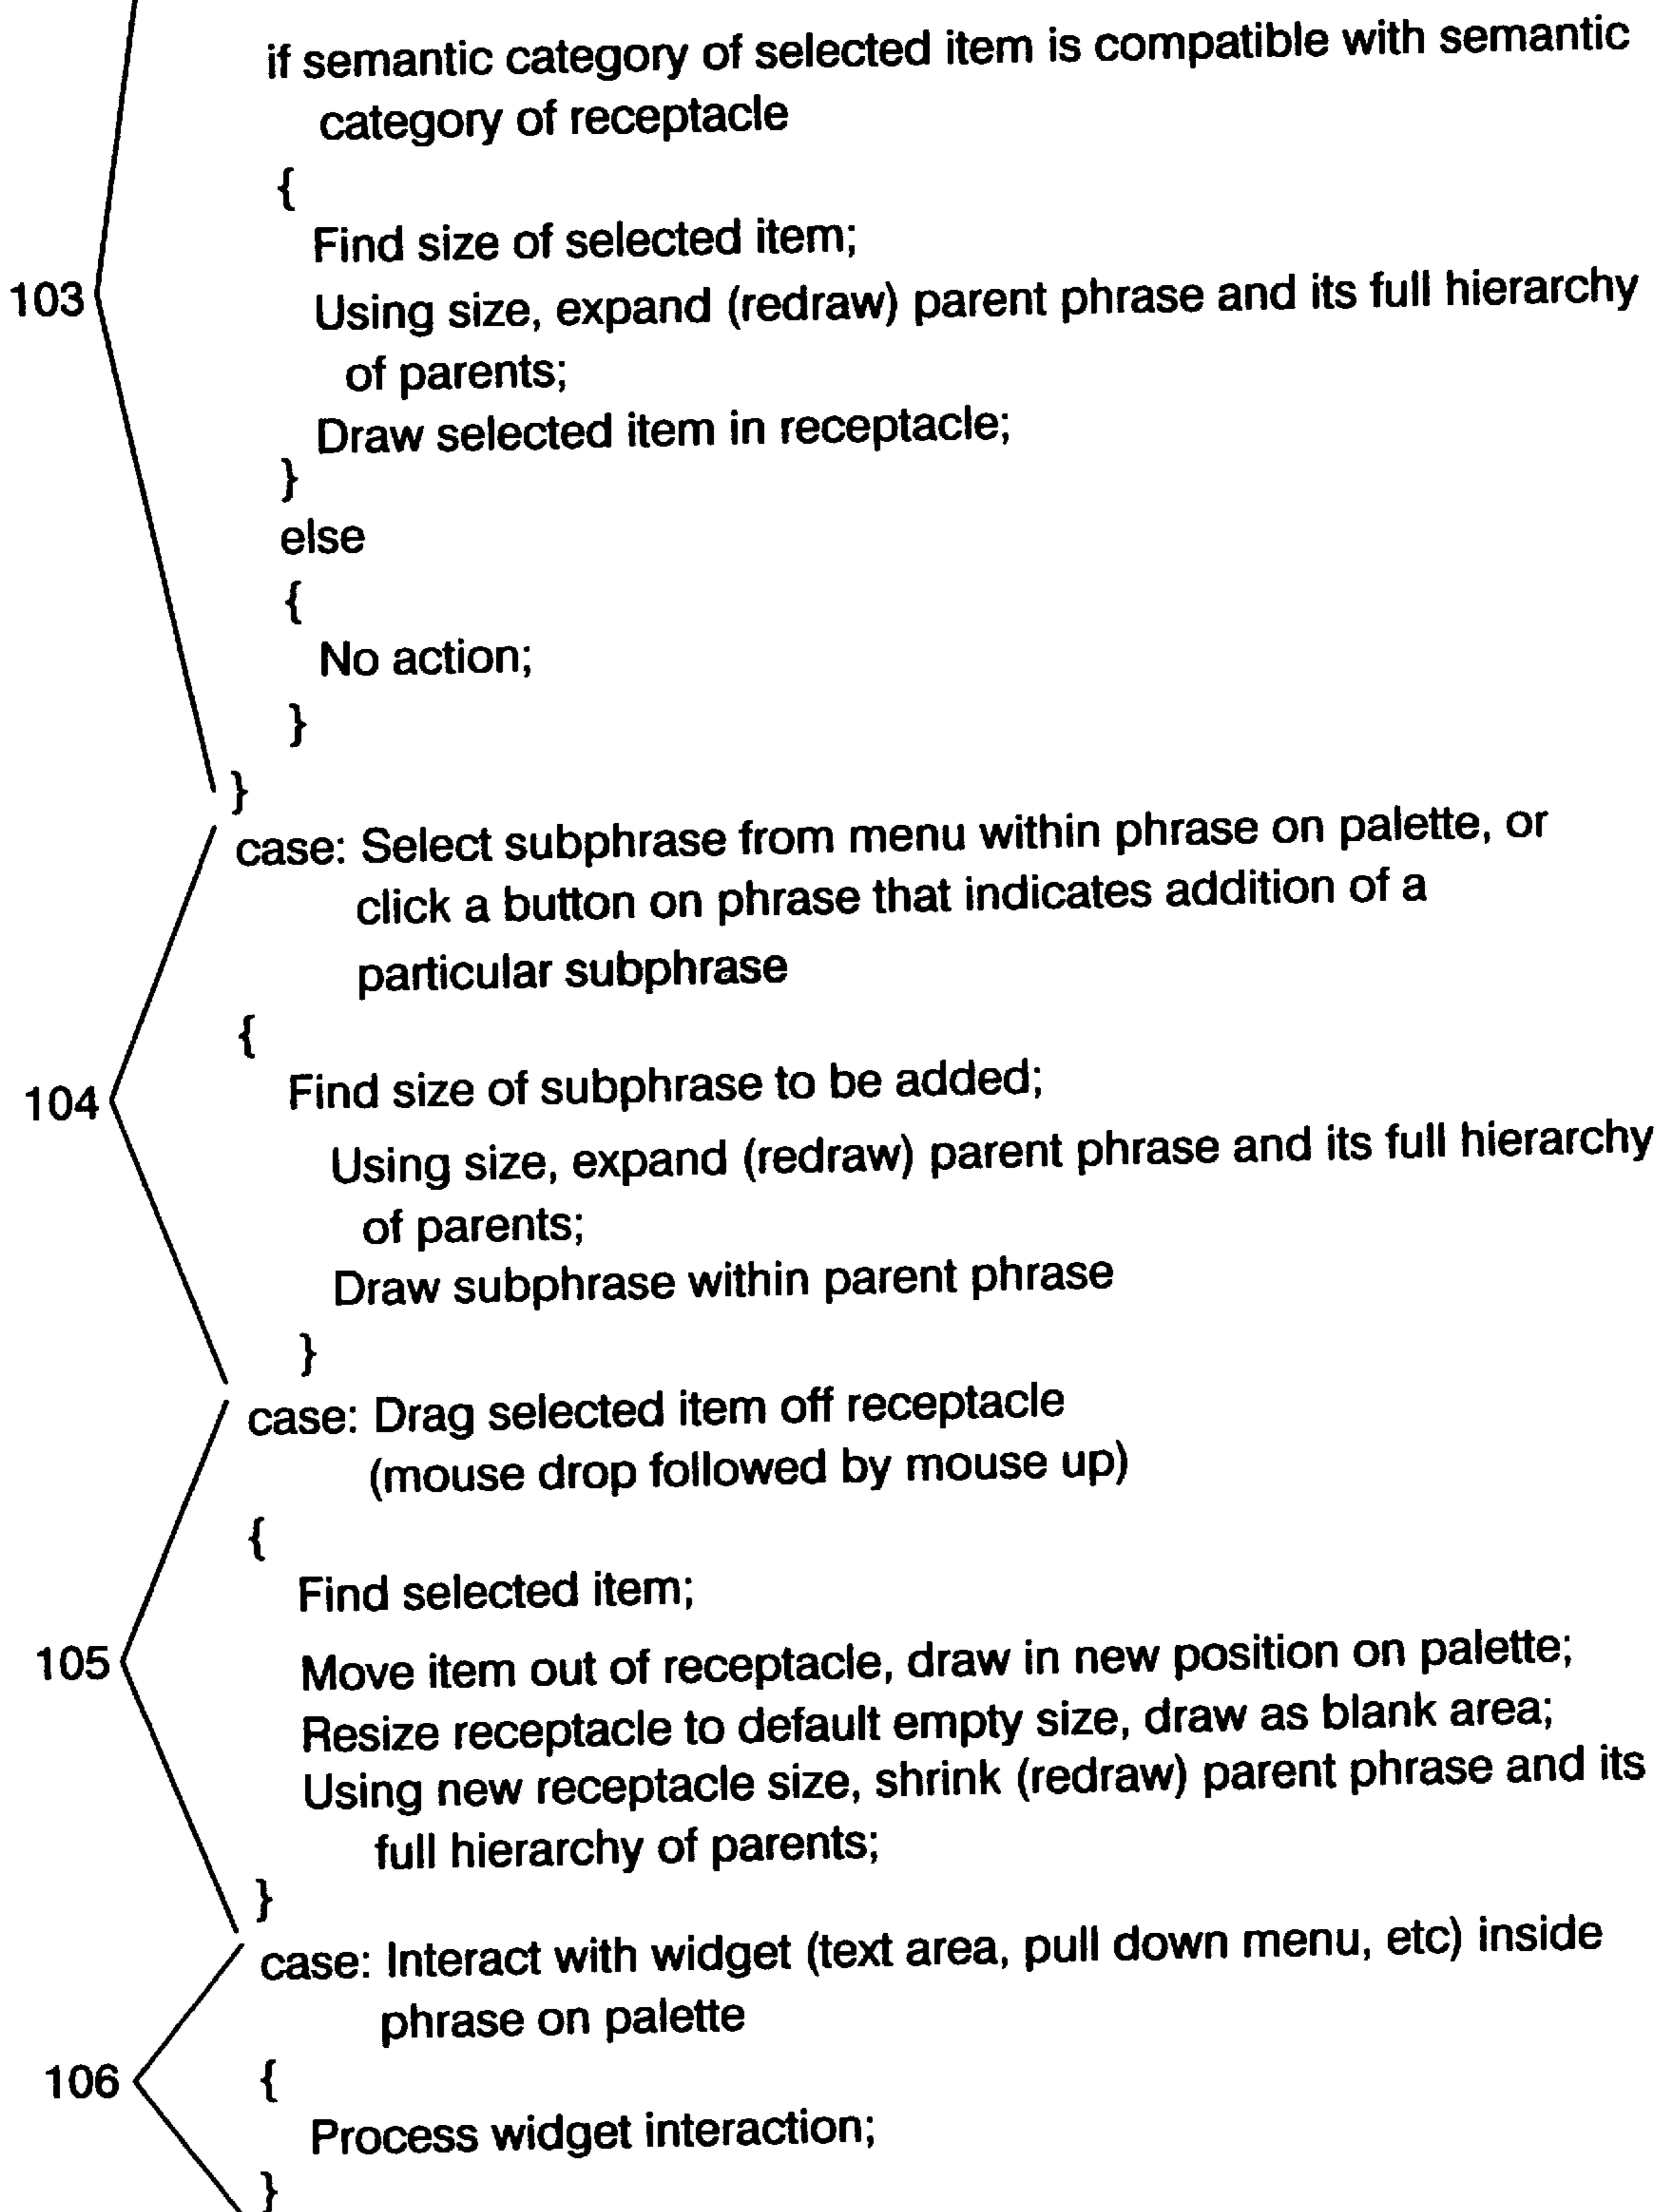 if semantic category of selected item is compatible with semantic
category of receptacle
{
Find size of selected item;
103
Using size, expand (redraw) parent phrase and its full hierarchy
of parents;
Draw selected item in receptacle;
}
else
{
No action;
}
}
case: Select subphrase from menu within phrase on palette, or
click a button on phrase that indicates addition of a
particular subphrase
{
104
Find size of subphrase to be added;
Using size, expand (redraw) parent phrase and its full hierarchy
of parents;
Draw subphrase within parent phrase
}
case: Drag selected item off receptacle
(mouse drop followed by mouse up)
{
Find selected item;
105
Move item out of receptacle, draw in new position on palette;
Resize receptacle to default empty size, draw as blank area;
Using new receptacle size, shrink (redraw) parent phrase and its
full hierarchy of parents;
}
case: Interact with widget (text area, pull down menu, etc) inside
phrase on palette
106
{
Process widget interaction;
}